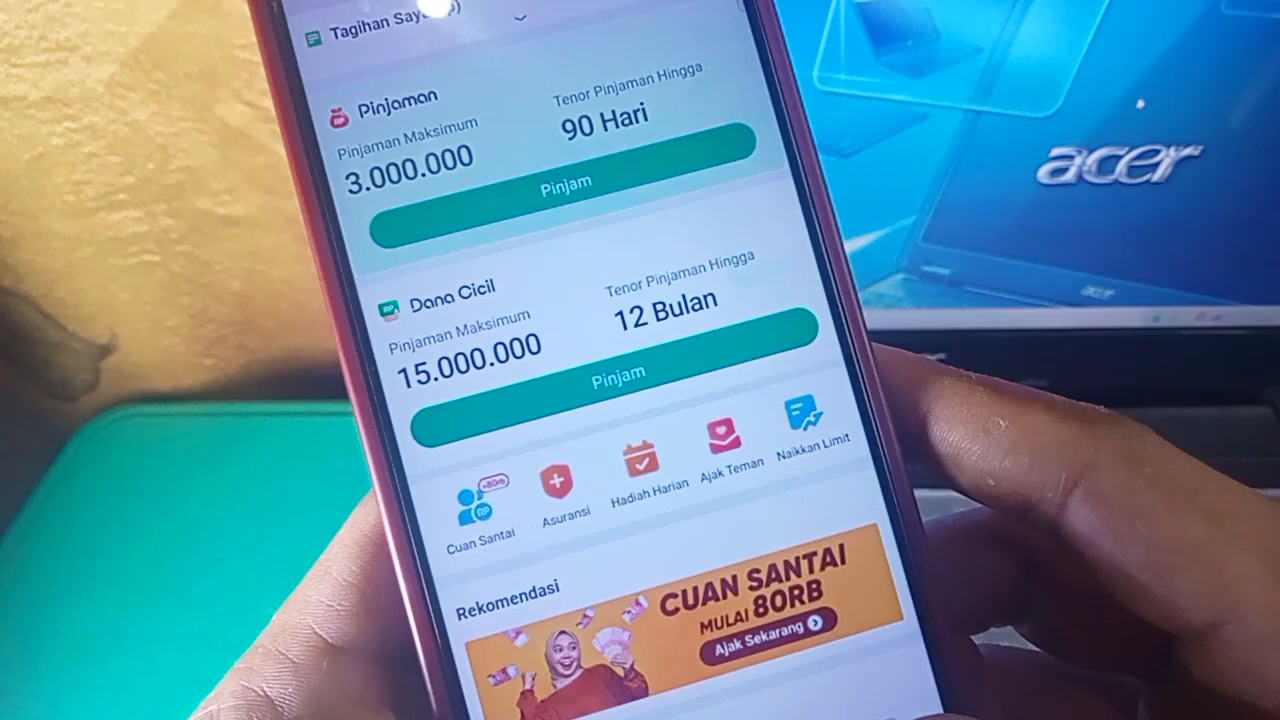 Tagihan Saya
Pinjaman
Pinjaman Maksimum
3.000.000
Tenor Pinjaman Hingga
90 Hari
Pinjam
Dana Cicil
Pinjaman Maksimum
15.000.000
Tenor Pinjaman Hingga
12 Bulan
Pinjam
Cuan Santai
Asuransi
Hadiah Harian
Ajak Teman
Naikkan Limit
Rekomendasi
CUAN SANTAI
MULAI 80RB
Ajak Sekarang
acer
acer